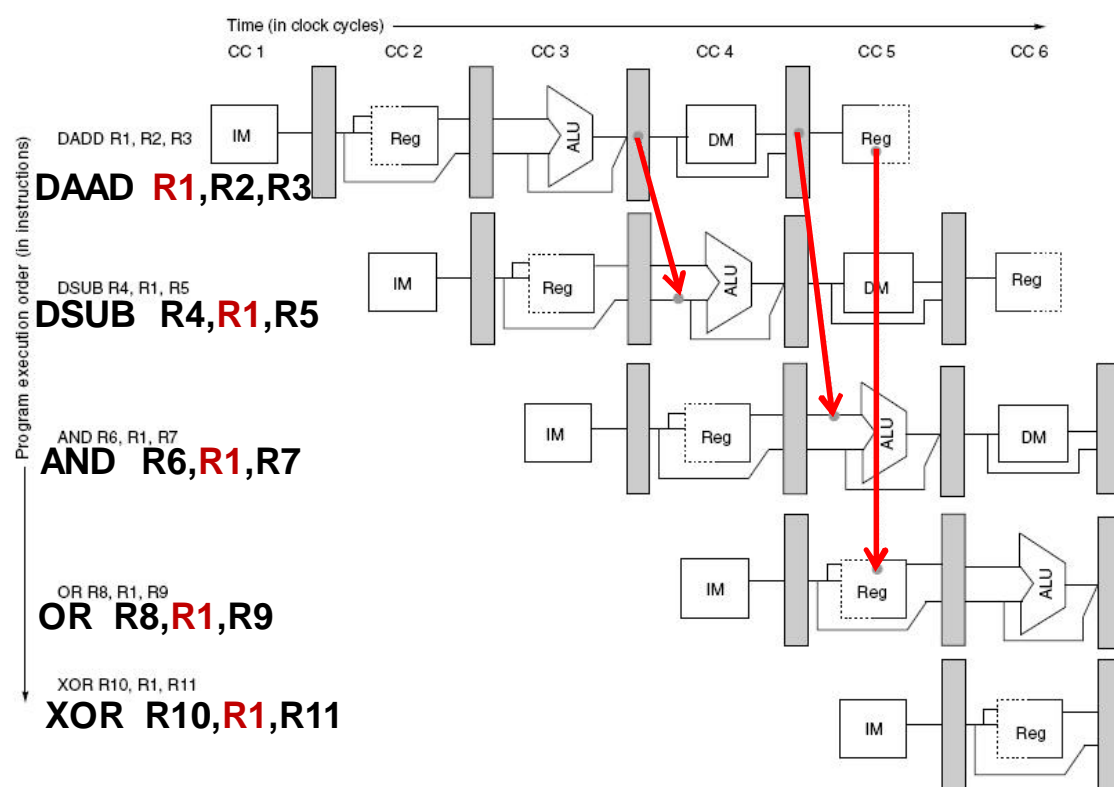 Time (in clock cycles)
CC 1 CC 2 CC 3 CC 4 CC 5 CC 6
Program execution order (in instructions)
DADD R1, R2, R3
IM Reg ALU DM Reg
DAAD R1,R2,R3
DSUB R4, R1, R5
IM Reg ALU DM Reg
DSUB R4,R1,R5
AND R6, R1, R7
IM Reg ALU DM
AND R6,R1,R7
OR R8, R1, R9
IM Reg ALU
OR R8,R1,R9
XOR R10, R1, R11
IM Reg
XOR R10,R1,R11